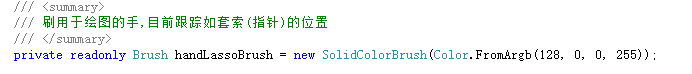 /// <summary>
/// 刷用于绘图的手,目前跟踪如套索(指针)的位置
/// </summary>
private readonly Brush handLassoBrush = new SolidColorBrush(Color.FromArgb(128, 0, 0, 255));